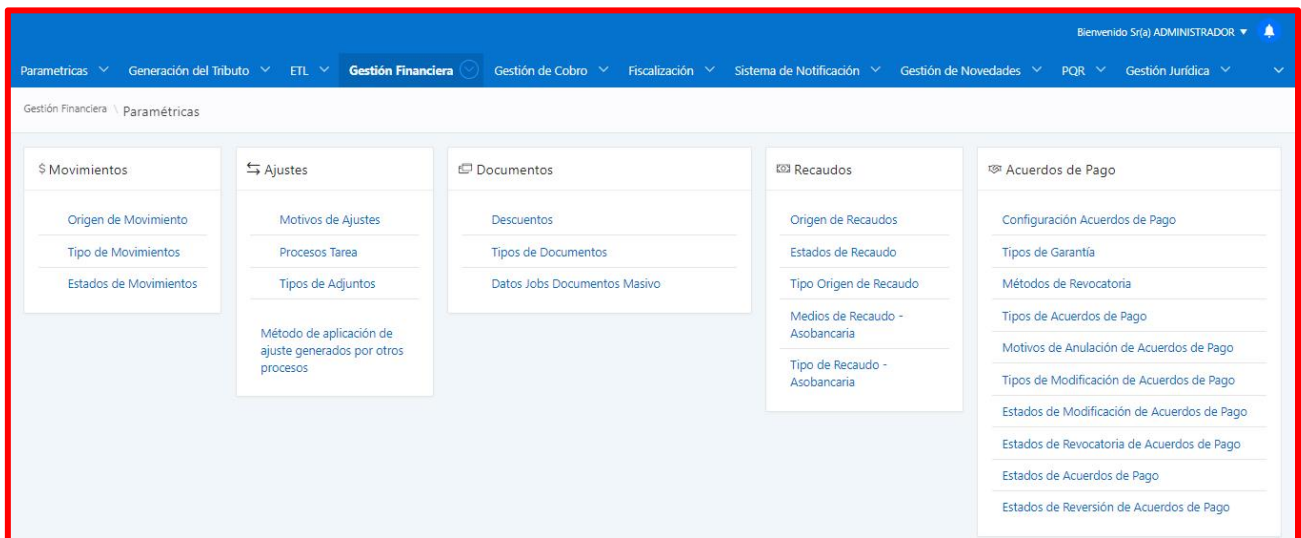 Bienvenido Sr(a) ADMINISTRADOR
Parametricas Generación del Tributo ETL Gestión Financiera Gestión de Cobro Fiscalización Sistema de Notificación Gestión de Novedades PQR Gestión Jurídica
Gestión Financiera \ Paramétricas
$ Movimientos
Origen de Movimiento
Tipo de Movimientos
Estados de Movimientos
Ajustes
Motivos de Ajustes
Procesos Tarea
Tipos de Adjuntos
Método de aplicación de
ajuste generados por otros
procesos
Documentos
Descuentos
Tipos de Documentos
Datos Jobs Documentos Masivo
Recaudos
Origen de Recaudos
Estados de Recaudo
Tipo Origen de Recaudo
Medios de Recaudo -
Asobancaria
Tipo de Recaudo -
Asobancaria
Acuerdos de Pago
Configuración Acuerdos de Pago
Tipos de Garantía
Métodos de Revocatoria
Tipos de Acuerdos de Pago
Motivos de Anulación de Acuerdos de Pago
Tipos de Modificación de Acuerdos de Pago
Estados de Modificación de Acuerdos de Pago
Estados de Revocatoria de Acuerdos de Pago
Estados de Acuerdos de Pago
Estados de Reversión de Acuerdos de Pago